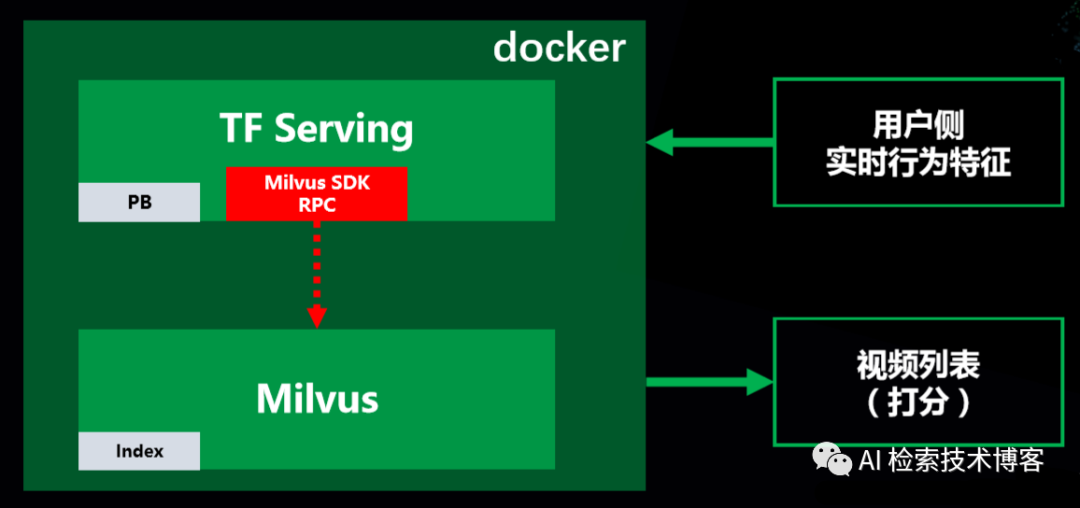 docker
TF Serving
PB
Milvus SDK
RPC
用户侧
实时行为特征
Milvus
Index
视频列表
（打分）
AI 检索技术博客